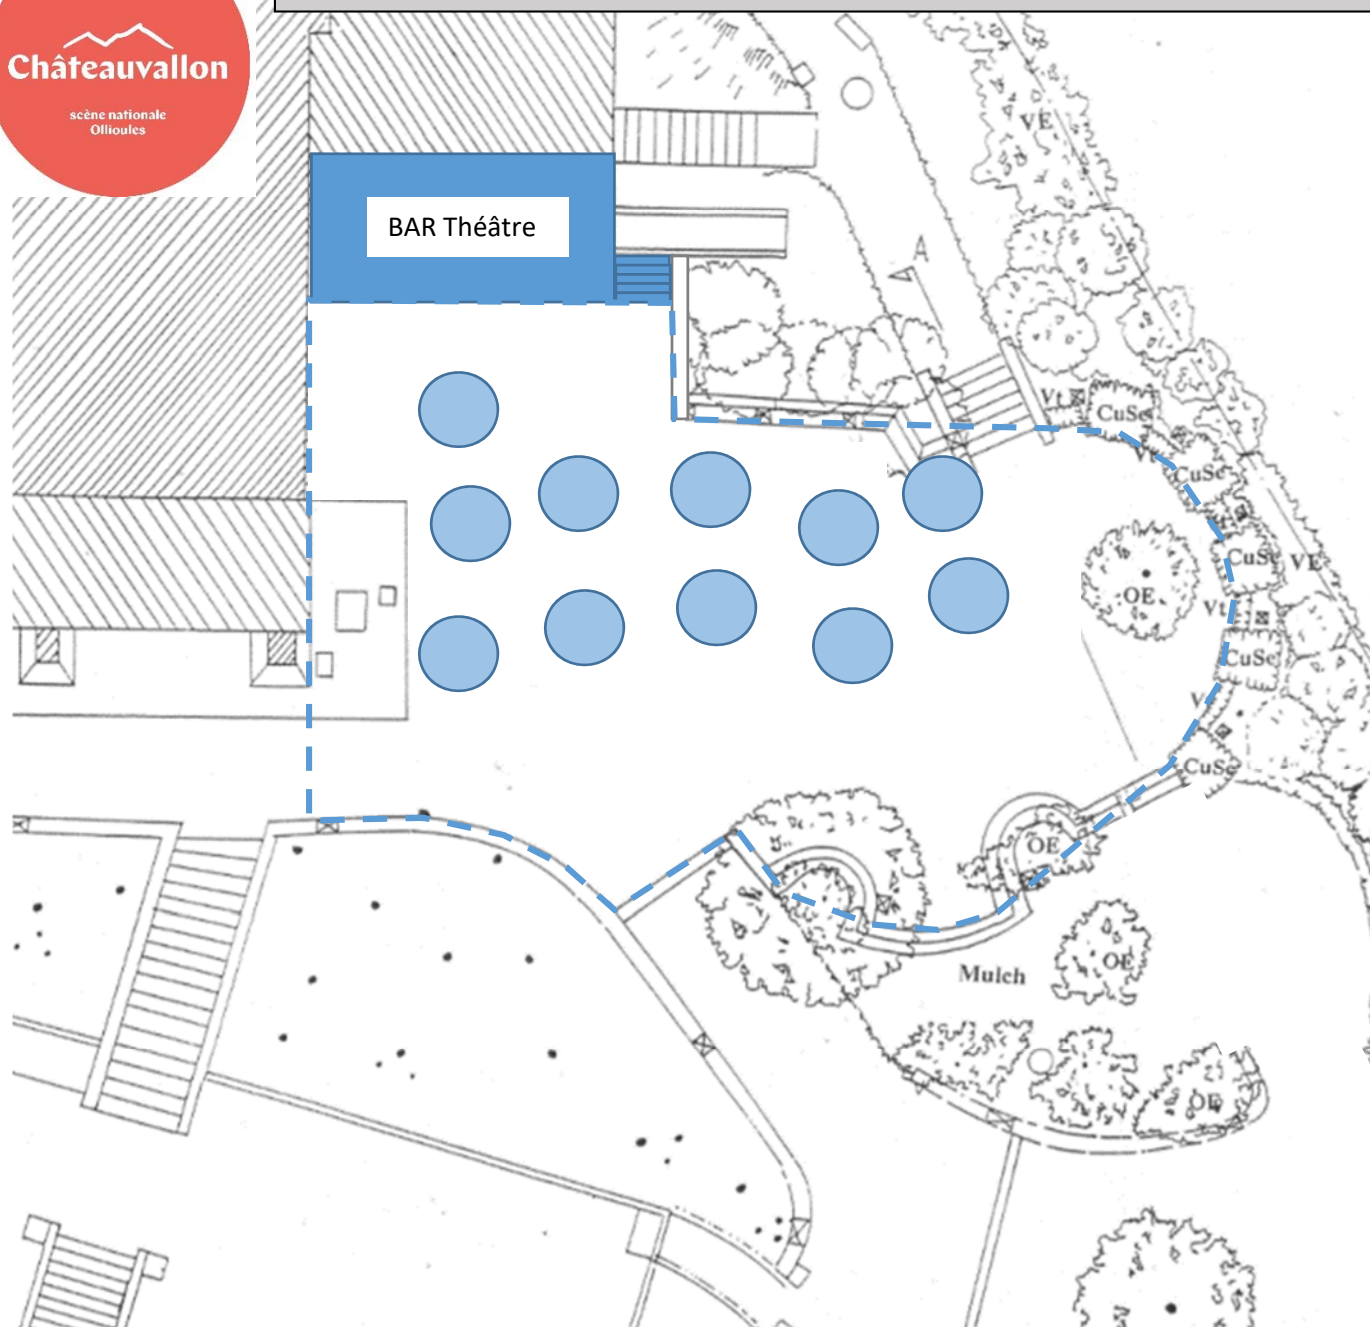 Châteauvallon
scène nationale
Ollioules
VE
BAR Théâtre
A
Vt
CuSe
Vt
CuSe
CuSe
VE
OE
Vt
CuSe
CuSe
OE
Mulch
OE
OE